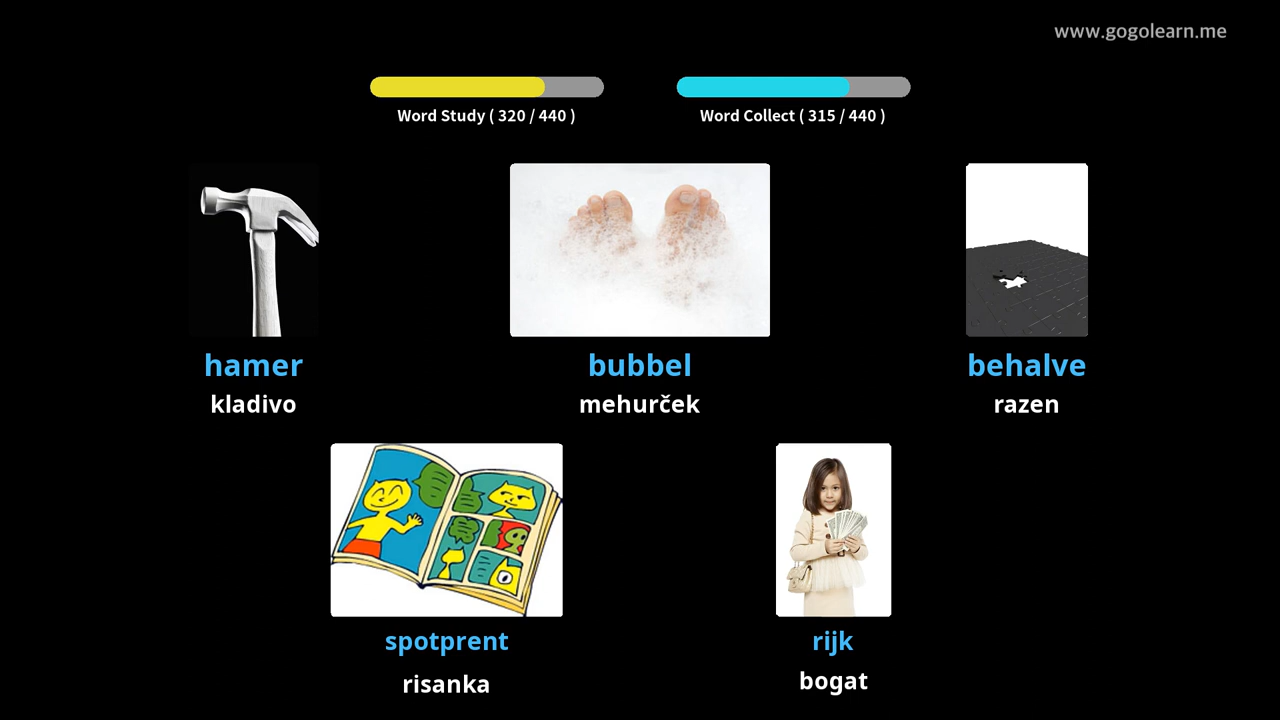 www.gogolearn.me
Word Study ( 320 / 440 )
Word Collect ( 315 / 440 )
hamer
kladivo
bubbel
mehurček
behalve
razen
spotprent
risanka
rijk
bogat